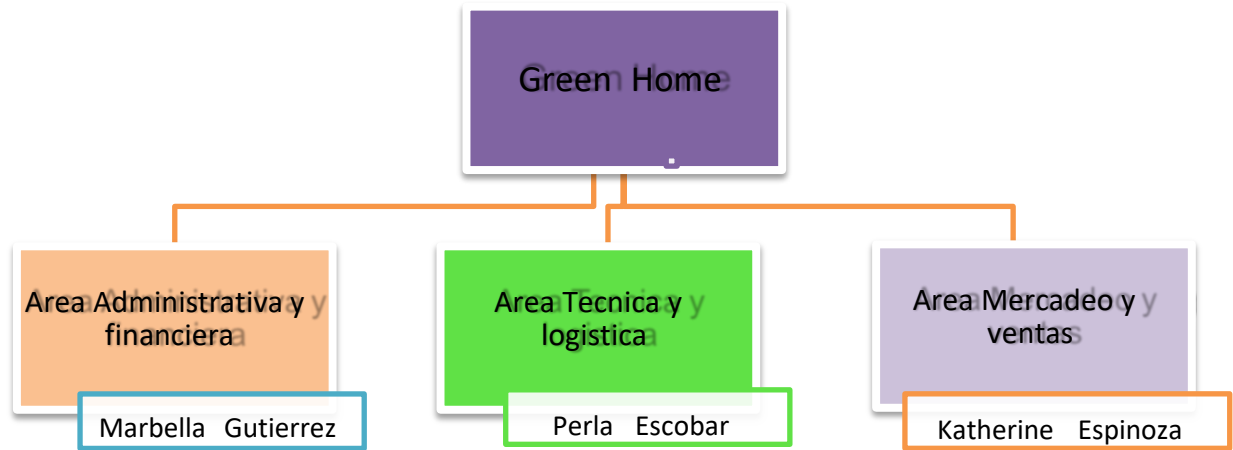 Green Home
Area Administrativa y
financiera
Marbella Gutierrez
Area Tecnica y
logistica
Perla Escobar
Area Mercadeo y
ventas
Katherine Espinoza